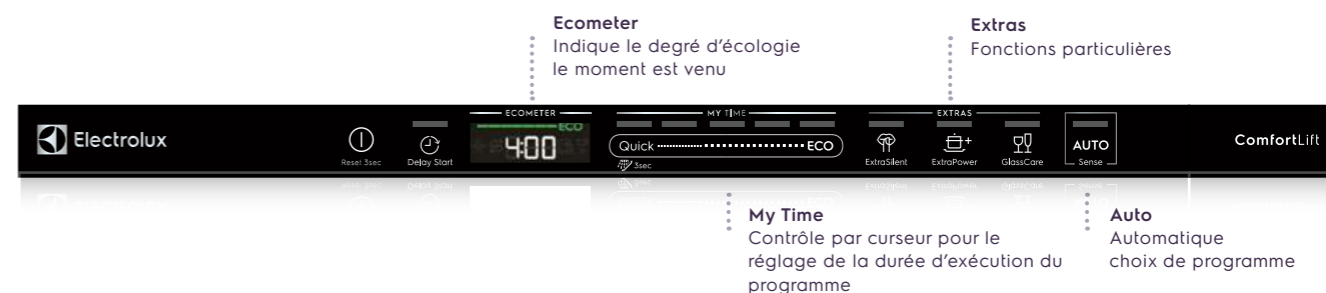 Ecometer
Indique le degré d’écologie
le moment est venu
Extras
Fonctions particulières
ECOMETER
MY TIME
EXTRAS
ECO
Electrolux
4:00
Quick
ECO
AUTO
ComfortLift
Reset 3sec
Delay Start
3sec
ExtraSilent
ExtraPower
GlassCare
Sense
My Time
Contrôle par curseur pour le
réglage de la durée d’exécution du
programme
Auto
Automatique
choix de programme